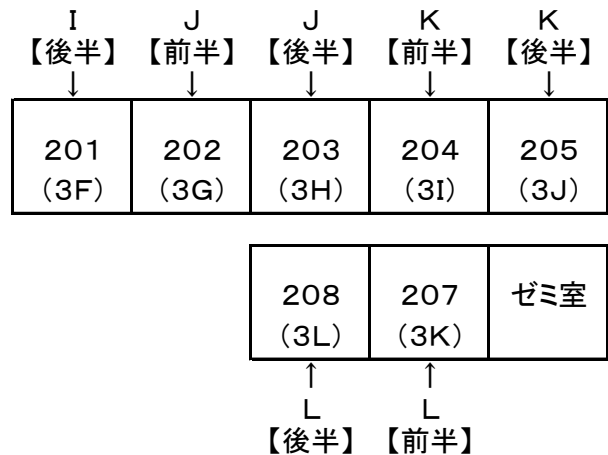 I J J K K
【後半】 【前半】 【後半】 【前半】 【後半】
↓ ↓ ↓ ↓ ↓
201 202 203 204 205
(3F) (3G) (3H) (3I) (3J)
208 207 ゼミ室
(3L) (3K)
↑ ↑
L L
【後半】 【前半】